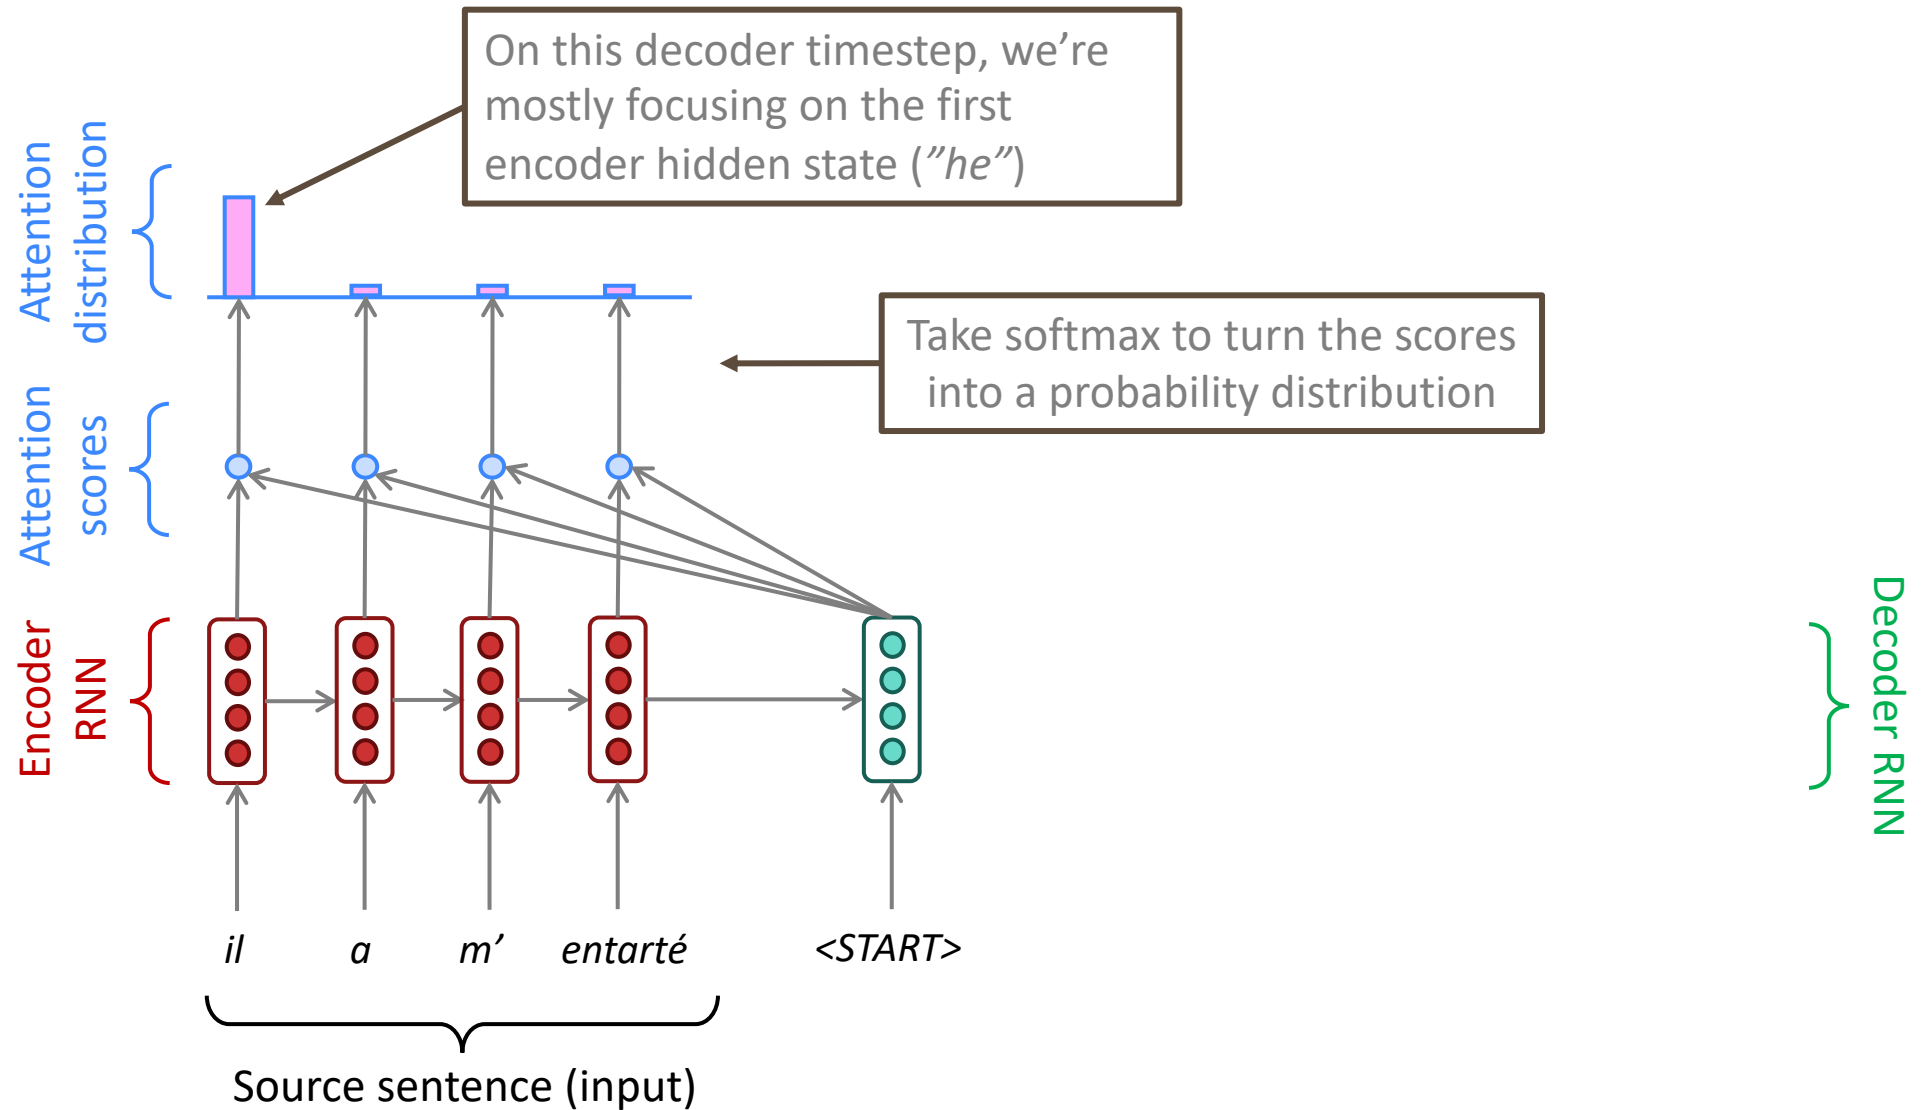 On this decoder timestep, we’re
mostly focusing on the first
encoder hidden state (”he”)
Attention
distribution
Take softmax to turn the scores
into a probability distribution
Attention
scores
Encoder
RNN
Decoder RNN
il a m’ entarté <START>
Source sentence (input)